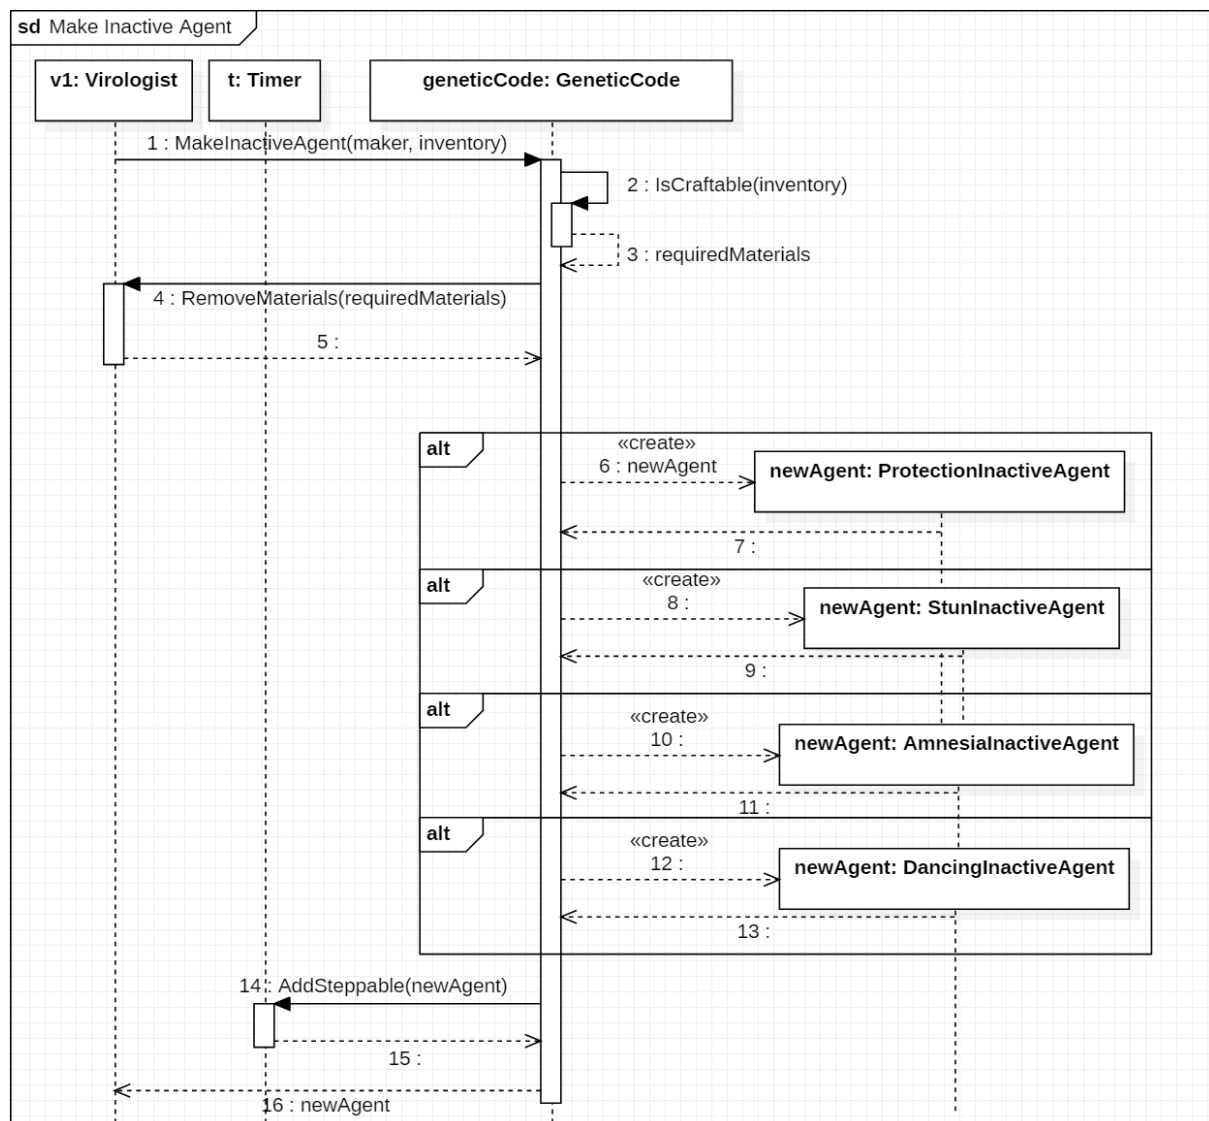 sd Make Inactive Agent
v1: Virologist
t: Timer
geneticCode: GeneticCode
1 : MakeInactiveAgent(maker, inventory)
2 : IsCraftable(inventory)
3 : requiredMaterials
4 : RemoveMaterials(requiredMaterials)
5 :
alt
«create»
6 : newAgent
newAgent: ProtectionInactiveAgent
7 :
alt
«create»
8 :
newAgent: StunInactiveAgent
9 :
alt
«create»
10 :
newAgent: AmnesiaInactiveAgent
11 :
alt
«create»
12 :
newAgent: DancingInactiveAgent
13 :
14 : AddSteppable(newAgent)
15 :
16 : newAgent